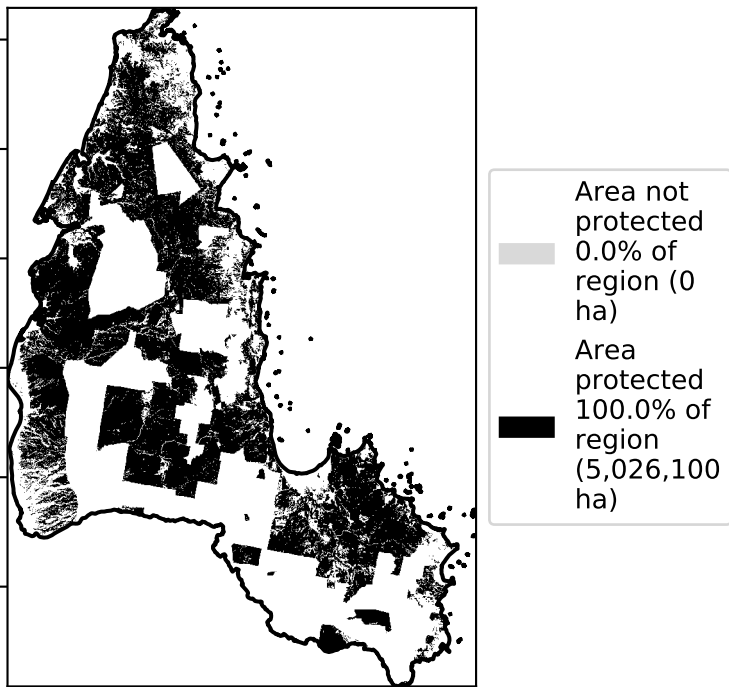 Area not
protected
0.0% of
region (0
ha)
Area
protected
100.0% of
region
(5,026,100
ha)